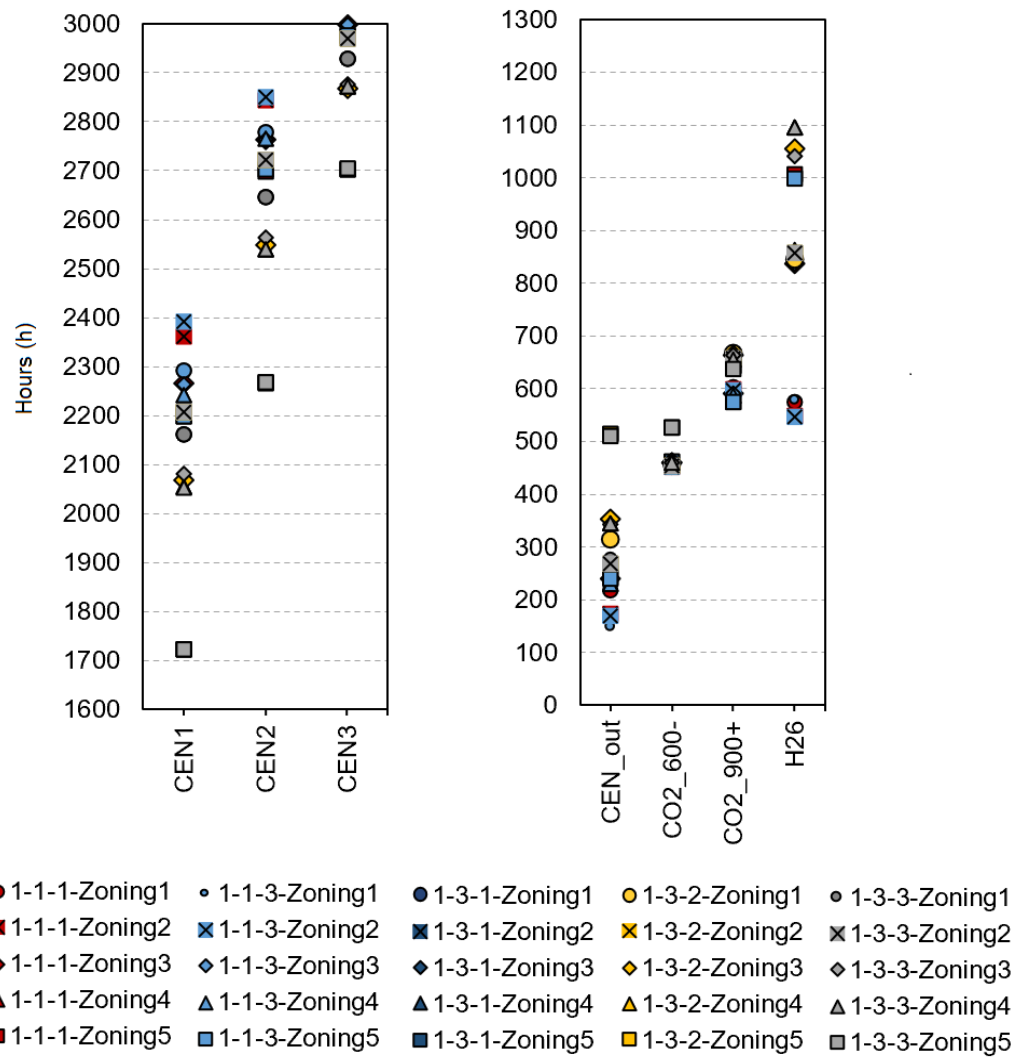 3000
2900
2800
2700
2600
2500
2400
2300
2200
2100
2000
1900
1800
1700
1600
Hours (h)
CEN1
CEN2
CEN3
1300
1200
1100
1000
900
800
700
600
500
400
300
200
100
0
CEN_out
CO2_600-
CO2_900+
H26
1-1-1-Zoning1 1-1-3-Zoning1 1-3-1-Zoning1 1-3-2-Zoning1 1-3-3-Zoning1
1-1-1-Zoning2 1-1-3-Zoning2 1-3-1-Zoning2 1-3-2-Zoning2 1-3-3-Zoning2
1-1-1-Zoning3 1-1-3-Zoning3 1-3-1-Zoning3 1-3-2-Zoning3 1-3-3-Zoning3
1-1-1-Zoning4 1-1-3-Zoning4 1-3-1-Zoning4 1-3-2-Zoning4 1-3-3-Zoning4
1-1-1-Zoning5 1-1-3-Zoning5 1-3-1-Zoning5 1-3-2-Zoning5 1-3-3-Zoning5